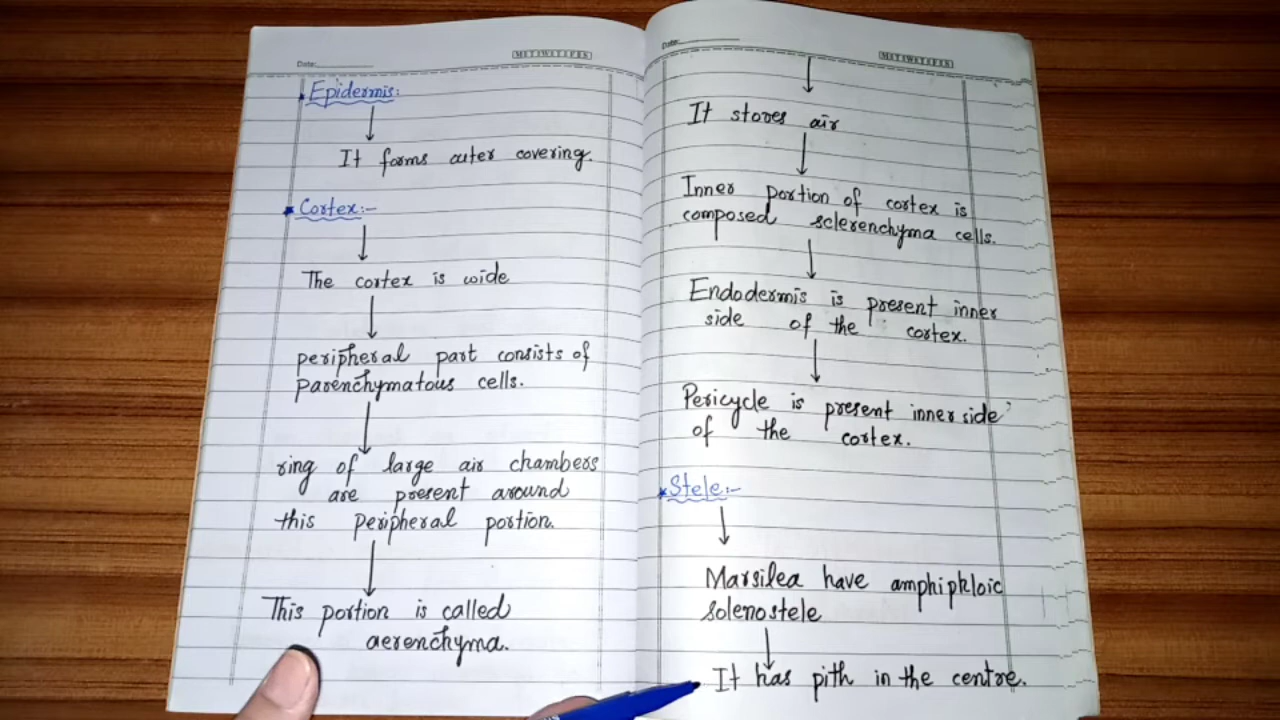 Date:
Epidermis:
It forms outer covering.
Cortex:-
The cortex is wide
peripheral part consists of
parenchymatous cells.
ring of large air chambers
are present around
this peripheral portion.
This portion is called
aerenchyma.
Date:
It stores air
Inner portion of cortex is
composed sclerenchyma cells.
Endodermis is present inner
side of the cortex.
Pericycle is present inner side
of the cortex.
Stele:-
Marsilea have amphiphloic
solenostele
It has pith in the centre.